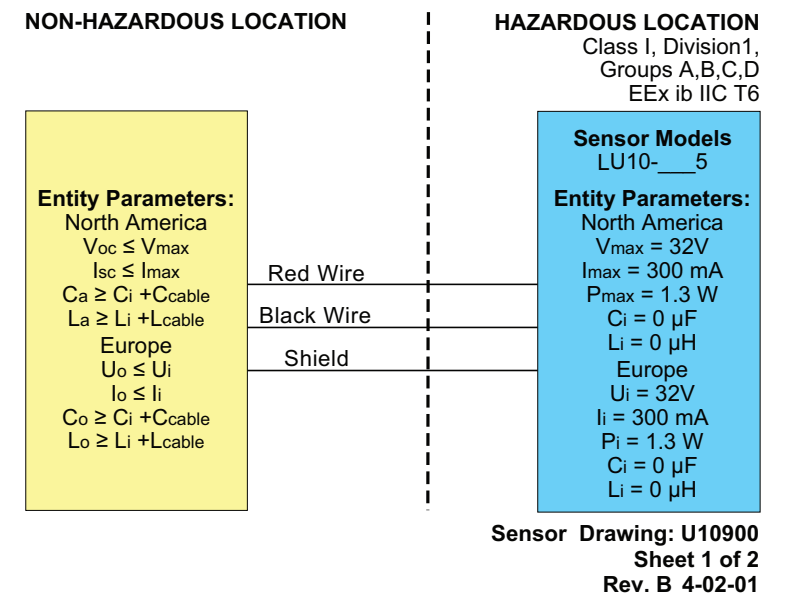 NON-HAZARDOUS LOCATION
HAZARDOUS LOCATION
Class I, Division1,
Groups A,B,C,D
EEx ib IIC T6
Entity Parameters:
North America
Voc ≤ Vmax
Isc ≤ Imax
Ca ≥ Ci +Ccable
La ≥ Li +Lcable
Europe
Uo ≤ Ui
Io ≤ Ii
Co ≥ Ci +Ccable
Lo ≥ Li +Lcable
Red Wire
Black Wire
Shield
Sensor Models
LU10-___5
Entity Parameters:
North America
Vmax = 32V
Imax = 300 mA
Pmax = 1.3 W
Ci = 0 µF
Li = 0 µH
Europe
Ui = 32V
Ii = 300 mA
Pi = 1.3 W
Ci = 0 µF
Li = 0 µH
Sensor Drawing: U10900
Sheet 1 of 2
Rev. B 4-02-01